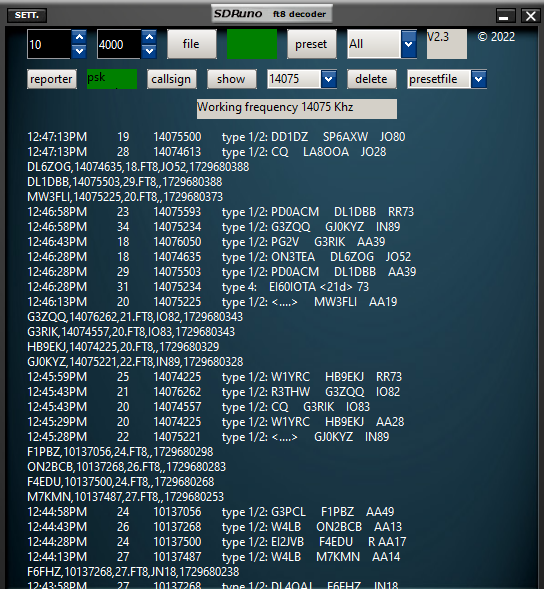 SETT. SDRuno ft8 decoder
10 4000 file preset All V2.3 © 2022
reporter psk callsign show 14075 delete presetfile
Working frequency 14075 Khz
12:47:13PM 19 14075500 type 1/2: DD1DZ SP6AXW JO80
12:47:13PM 28 14074613 type 1/2: CQ LA8OOA JO28
DL6ZOG,14074635,18.FT8,JO52,1729680388
DL1DBB,14075503,29.FT8,,1729680388
MW3FLI,14075225,20.FT8,,1729680373
12:46:58PM 23 14075593 type 1/2: PD0ACM DL1DBB RR73
12:46:58PM 34 14075234 type 1/2: G3ZQQ GJ0KYZ IN89
12:46:43PM 18 14076050 type 1/2: PG2V G3RIK AA39
12:46:28PM 18 14074635 type 1/2: ON3TEA DL6ZOG JO52
12:46:28PM 29 14075503 type 1/2: PD0ACM DL1DBB AA39
12:46:28PM 31 14075234 type 4: EI60IOTA <21d> 73
12:46:13PM 20 14075225 type 1/2: <....> MW3FLI AA19
G3ZQQ,14076262,21.FT8,IO82,1729680343
G3RIK,14074557,20.FT8,IO83,1729680343
HB9EKJ,14074225,20.FT8,,1729680329
GJ0KYZ,14075221,22.FT8,IN89,1729680328
12:45:59PM 25 14074225 type 1/2: W1YRC HB9EKJ RR73
12:45:43PM 21 14076262 type 1/2: R3THW G3ZQQ IO82
12:45:43PM 20 14074557 type 1/2: CQ G3RIK IO83
12:45:29PM 20 14074225 type 1/2: W1YRC HB9EKJ AA28
12:45:28PM 22 14075221 type 1/2: <....> GJ0KYZ IN89
F1PBZ,10137056,24.FT8,,1729680298
ON2BCB,10137268,26.FT8,,1729680283
F4EDU,10137500,24.FT8,,1729680268
M7KMN,10137487,27.FT8,,1729680253
12:44:58PM 24 10137056 type 1/2: G3PCL F1PBZ AA49
12:44:43PM 26 10137268 type 1/2: W4LB ON2BCB AA13
12:44:28PM 24 10137500 type 1/2: EI2JVB F4EDU R AA17
12:44:13PM 27 10137487 type 1/2: W4LB M7KMN AA14
F6FHZ,10137268,27.FT8,JN18,1729680238
12:43:58PM 27 10137268 type 1/2: DL4OAJ F6FHZ JN18